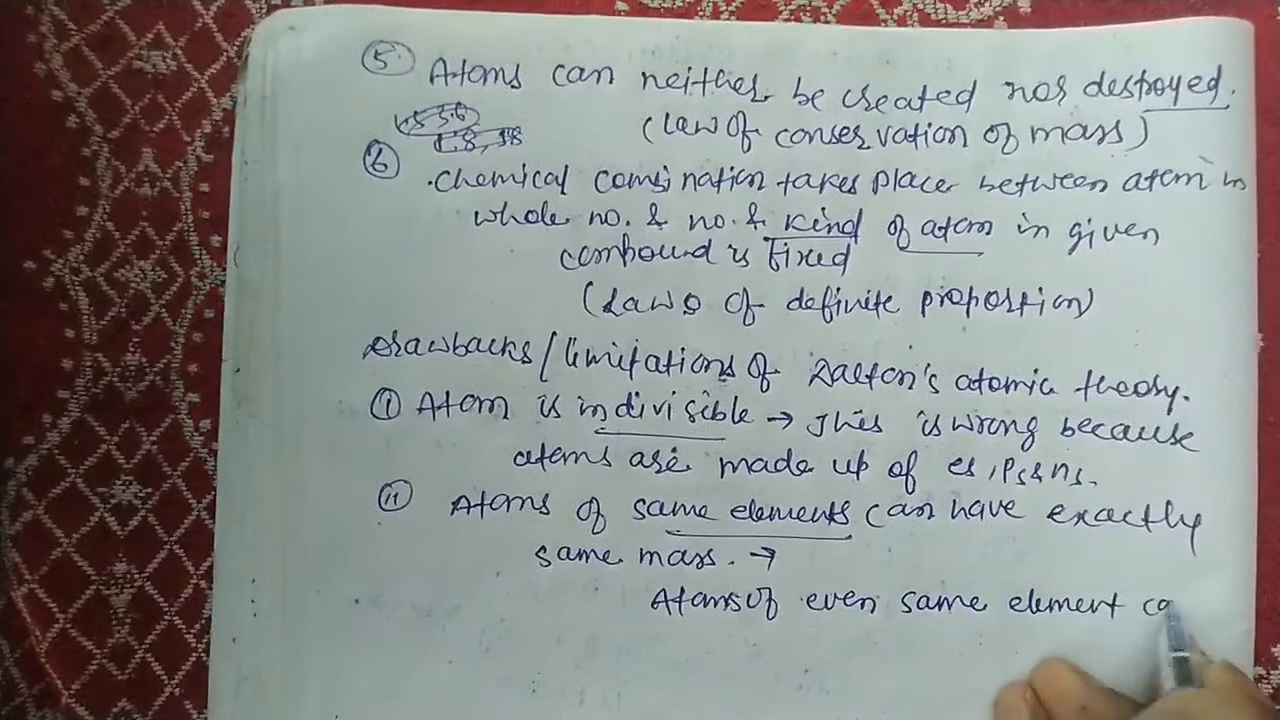 ⑤ Atoms can neither be created nor destroyed.
(Law of conservation of mass)
⑥ Chemical combination takes place between atom in
whole no. & no. & kind of atom in given
compound is fixed
(Laws of definite proportion)
Drawbacks/limitations of Dalton's atomic theory.
① Atom is indivisible → This is wrong because
atoms are made up of es, Ps & ns.
⑪ Atoms of same elements can have exactly
same mass. →
Atoms of even same element ca